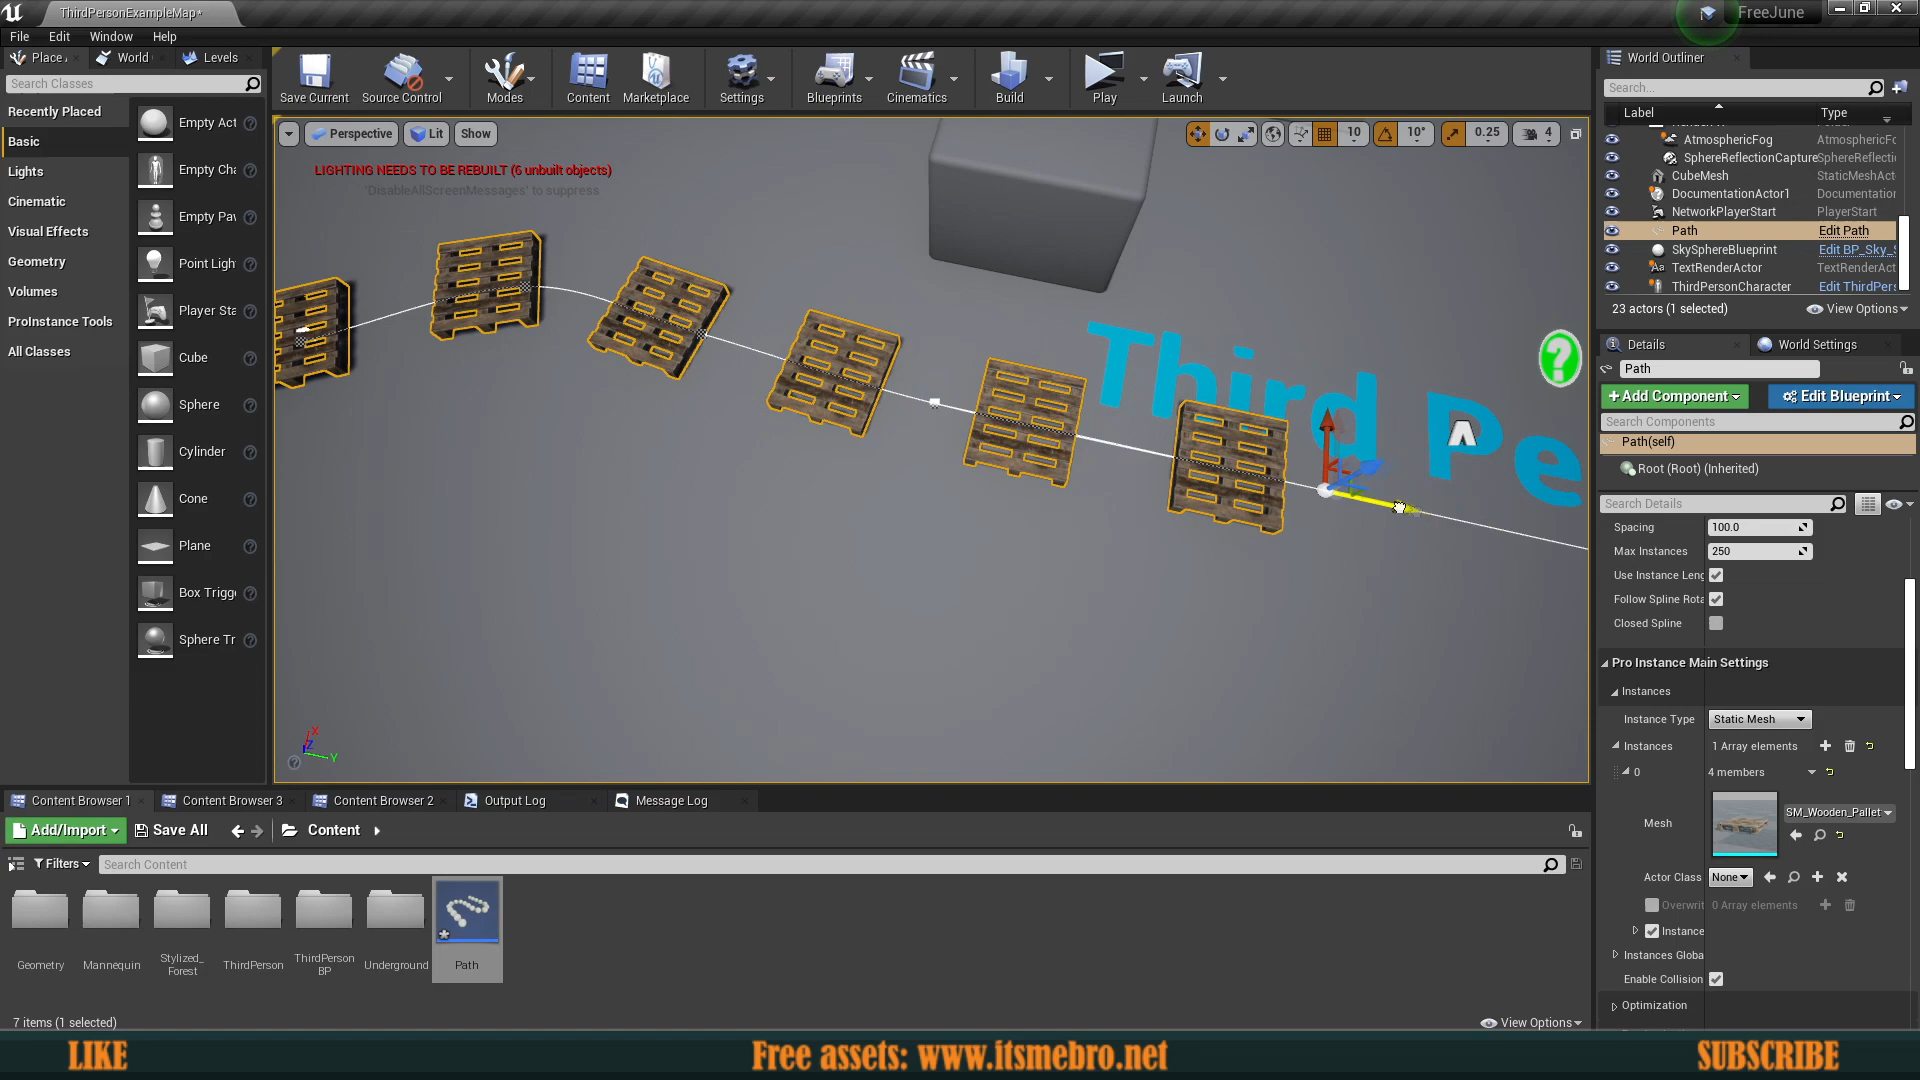 ThirdPersonExampleMap*
FreeJune
File Edit Window Help
Place World Levels
Search Classes
Recently Placed
Basic
Lights
Cinematic
Visual Effects
Geometry
Volumes
ProInstance Tools
All Classes
Empty Act
Empty Cha
Empty Paw
Point Ligh
Player Sta
Cube
Sphere
Cylinder
Cone
Plane
Box Trigge
Sphere Tr
Save Current
Source Control
Modes
Content
Marketplace
Settings
Blueprints
Cinematics
Build
Play
Launch
Perspective Lit Show
10 10° 0.25 4
LIGHTING NEEDS TO BE REBUILT (6 unbuilt objects)
'DisableAllScreenMessages' to suppress
Third Pe
X
Z
Y
World Outliner
Search...
Label Type
AtmosphericFog AtmosphericFo
SphereReflectionCapture SphereReflecti
CubeMesh StaticMeshAct
DocumentationActor1 Documentation
NetworkPlayerStart PlayerStart
Path Edit Path
SkySphereBlueprint Edit BP_Sky_S
TextRenderActor TextRenderAct
ThirdPersonCharacter Edit ThirdPers
23 actors (1 selected) View Options
Details World Settings
Path
+Add Component Edit Blueprint
Search Components
Path(self)
Root (Root) (Inherited)
Search Details
Spacing 100.0
Max Instances 250
Use Instance Leng
Follow Spline Rota
Closed Spline
Pro Instance Main Settings
Instances
Instance Type Static Mesh
Instances 1 Array elements
0 4 members
Mesh SM_Wooden_Pallet
Actor Class None
Overwrit 0 Array elements
Instance
Instances Globa
Enable Collision
Optimization
Content Browser 1 Content Browser 3 Content Browser 2 Output Log Message Log
Add/Import Save All Content
Filters Search Content
Geometry
Mannequin
Stylized_
Forest
ThirdPerson
ThirdPerson
BP
Underground
Path
7 items (1 selected) View Options
LIKE Free assets: www.itsmebro.net SUBSCRIBE